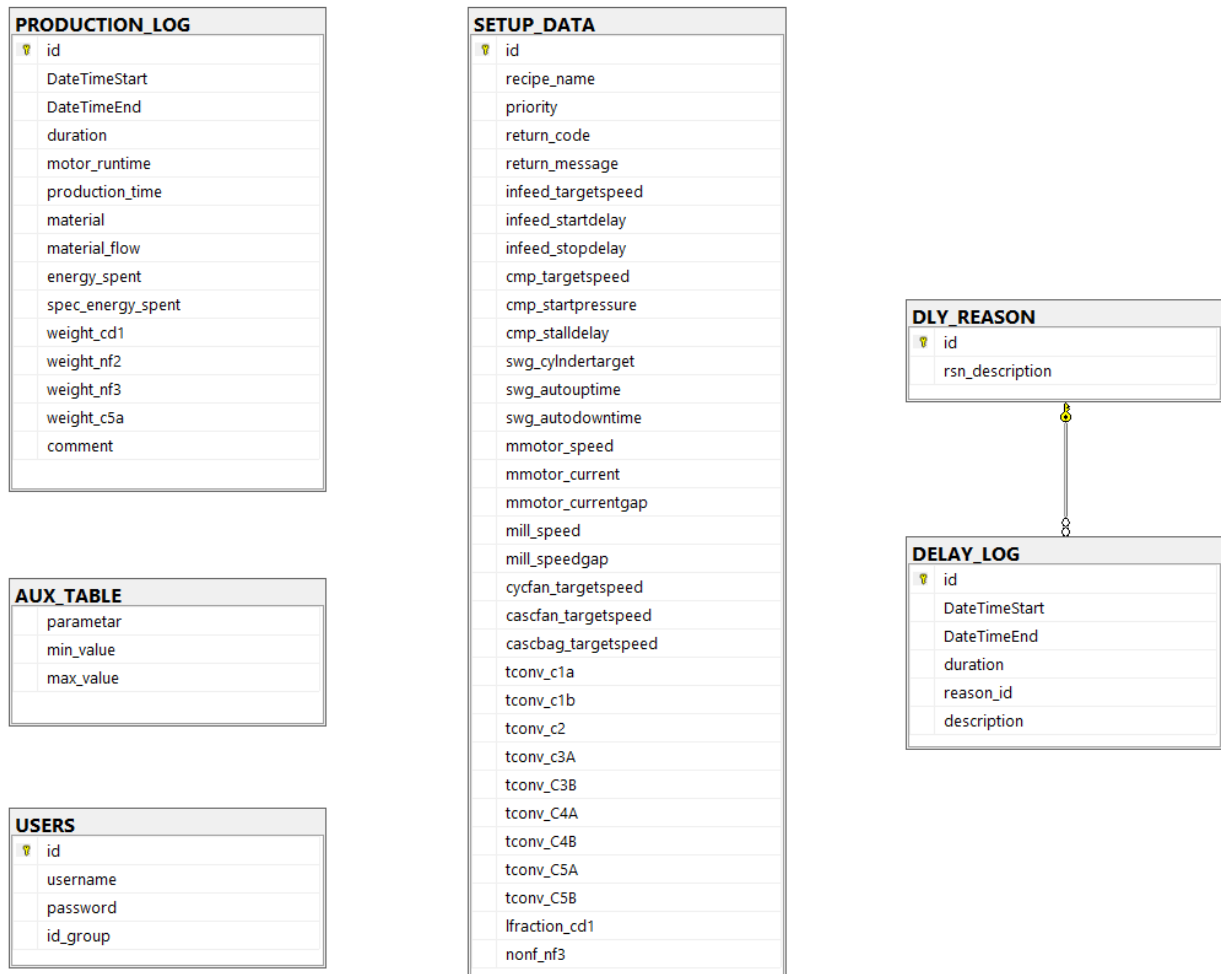 PRODUCTION_LOG
id
DateTimeStart
DateTimeEnd
duration
motor_runtime
production_time
material
material_flow
energy_spent
spec_energy_spent
weight_cd1
weight_nf2
weight_nf3
weight_c5a
comment
AUX_TABLE
parametar
min_value
max_value
USERS
id
username
password
id_group
SETUP_DATA
id
recipe_name
priority
return_code
return_message
infeed_targetspeed
infeed_startdelay
infeed_stopdelay
cmp_targetspeed
cmp_startpressure
cmp_stalldelay
swg_cylndertarget
swg_autouptime
swg_autodowntime
mmotor_speed
mmotor_current
mmotor_currentgap
mill_speed
mill_speedgap
cycfan_targetspeed
cascfan_targetspeed
cascbag_targetspeed
tconv_c1a
tconv_c1b
tconv_c2
tconv_c3A
tconv_C3B
tconv_C4A
tconv_C4B
tconv_C5A
tconv_C5B
lfraction_cd1
nonf_nf3
DLY_REASON
id
rsn_description
DELAY_LOG
id
DateTimeStart
DateTimeEnd
duration
reason_id
description